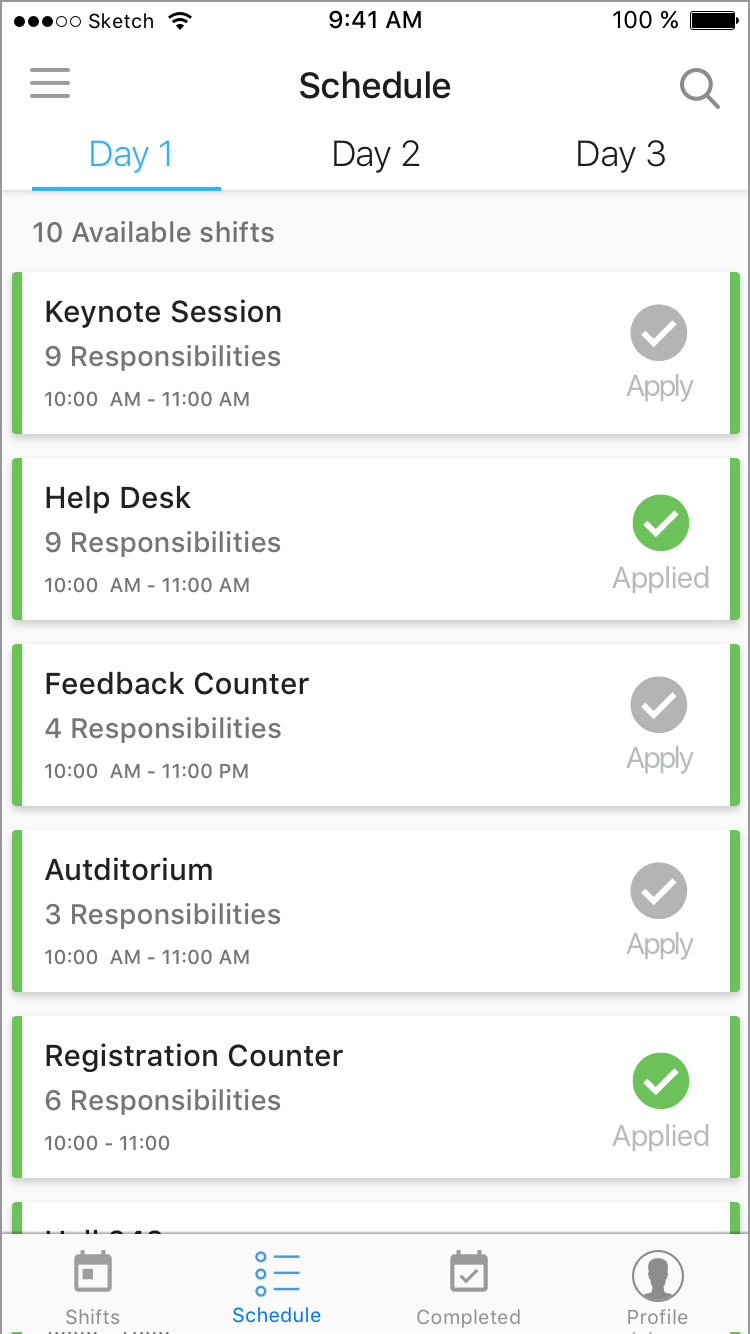 Sketch 9:41 AM 100 %
Schedule
Day 1 Day 2 Day 3
10 Available shifts
Keynote Session
9 Responsibilities
10:00  AM - 11:00 AM
Apply
Help Desk
9 Responsibilities
10:00  AM - 11:00 AM
Applied
Feedback Counter
4 Responsibilities
10:00  AM - 11:00 PM
Apply
Autditorium
3 Responsibilities
10:00  AM - 11:00 AM
Apply
Registration Counter
6 Responsibilities
10:00 - 11:00
Applied
Shifts Schedule Completed Profile